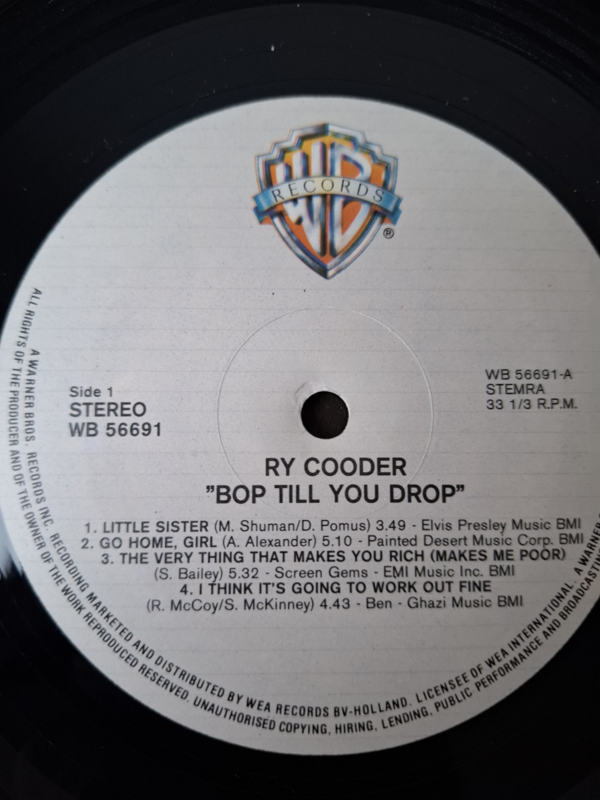 WB
RECORDS
®
Side 1
STEREO
WB 56691
WB 56691-A
STEMRA
33 1/3 R.P.M.
RY COODER
"BOP TILL YOU DROP"
1. LITTLE SISTER (M. Shuman/D. Pomus) 3.49 - Elvis Presley Music BMI
2. GO HOME, GIRL (A. Alexander) 5.10 - Painted Desert Music Corp. BMI
3. THE VERY THING THAT MAKES YOU RICH (MAKES ME POOR)
(S. Bailey) 5.32 - Screen Gems - EMI Music Inc. BMI
4. I THINK IT'S GOING TO WORK OUT FINE
(R. McCoy/S. McKinney) 4.43 - Ben - Ghazi Music BMI
A WARNER BROS. RECORDS INC. RECORDING MARKETED AND DISTRIBUTED BY WEA RECORDS BV-HOLLAND. LICENSEE OF WEA INTERNATIONAL. A WARNER
ALL RIGHTS OF THE PRODUCER AND OF THE OWNER OF THE WORK REPRODUCED RESERVED. UNAUTHORISED COPYING, HIRING, LENDING, PUBLIC PERFORMANCE AND BROADCASTING